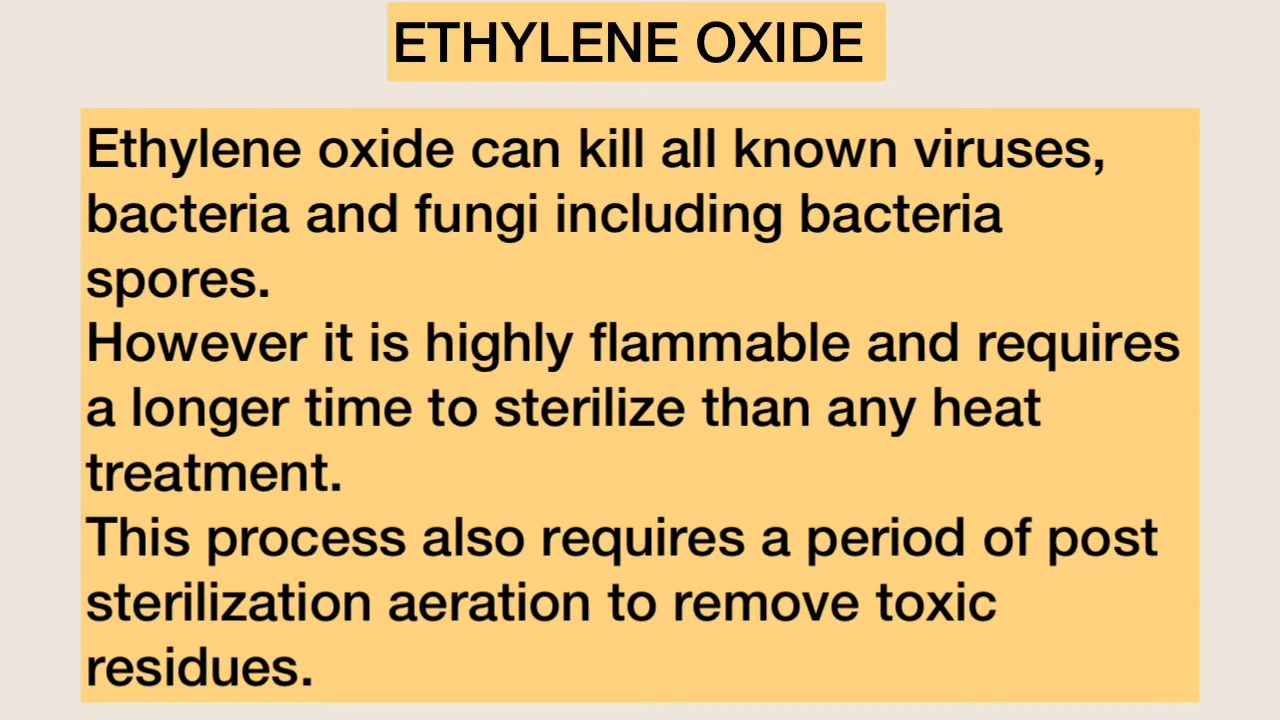 ETHYLENE OXIDE
Ethylene oxide can kill all known viruses,
bacteria and fungi including bacteria
spores.
However it is highly flammable and requires
a longer time to sterilize than any heat
treatment.
This process also requires a period of post
sterilization aeration to remove toxic
residues.